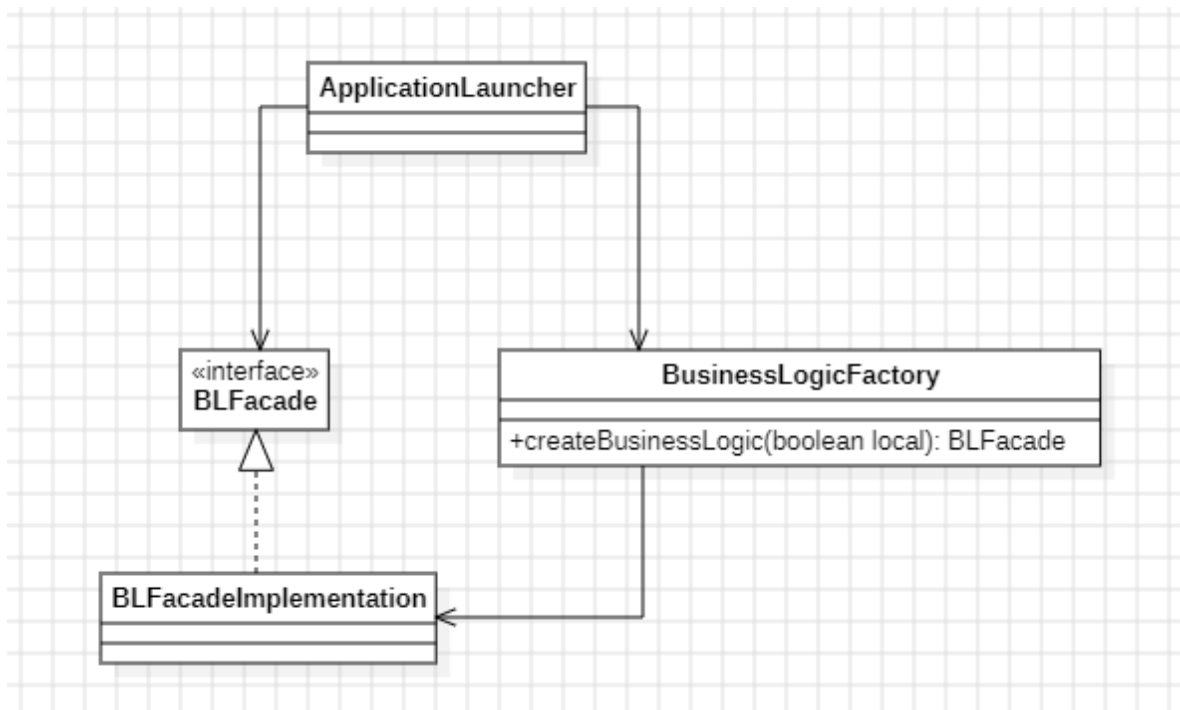 ApplicationLauncher
«interface»
BLFacade
BusinessLogicFactory
+createBusinessLogic(boolean local): BLFacade
BLFacadeImplementation